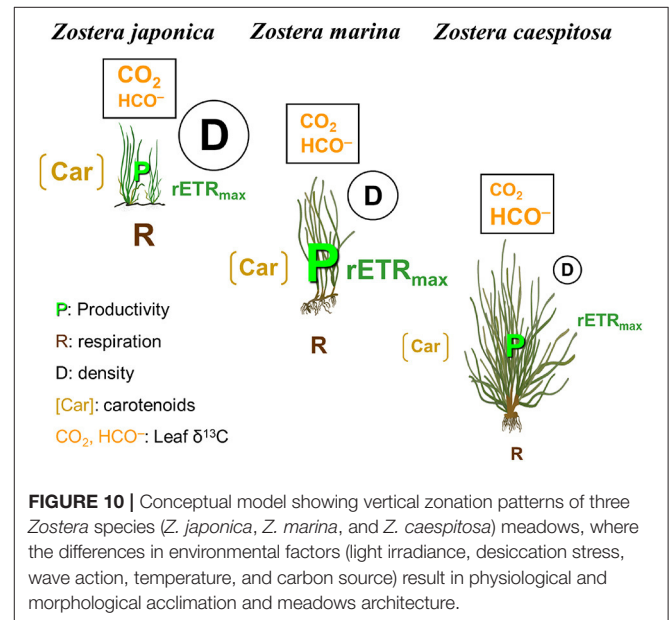 Zostera japonica Zostera marina Zostera caespitosa
CO2
HCO–
D
[Car]
P
rETRmax
R
CO2
HCO–
D
[Car]
P
rETRmax
R
CO2
HCO–
D
rETRmax
[Car]
P
R
P: Productivity
R: respiration
D: density
[Car]: carotenoids
CO2, HCO–: Leaf δ13C
FIGURE 10 | Conceptual model showing vertical zonation patterns of three
Zostera species (Z. japonica, Z. marina, and Z. caespitosa) meadows, where
the differences in environmental factors (light irradiance, desiccation stress,
wave action, temperature, and carbon source) result in physiological and
morphological acclimation and meadows architecture.